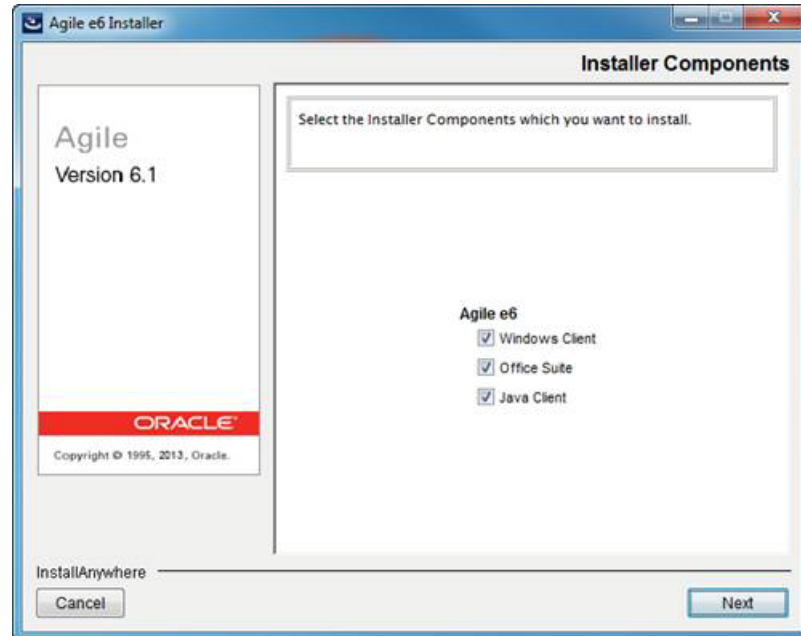 Agile e6 Installer
Installer Components
Agile
Version 6.1
ORACLE
Copyright © 1995, 2013, Oracle.
Select the Installer Components which you want to install.
Agile e6
Windows Client
Office Suite
Java Client
InstallAnywhere
Cancel
Next